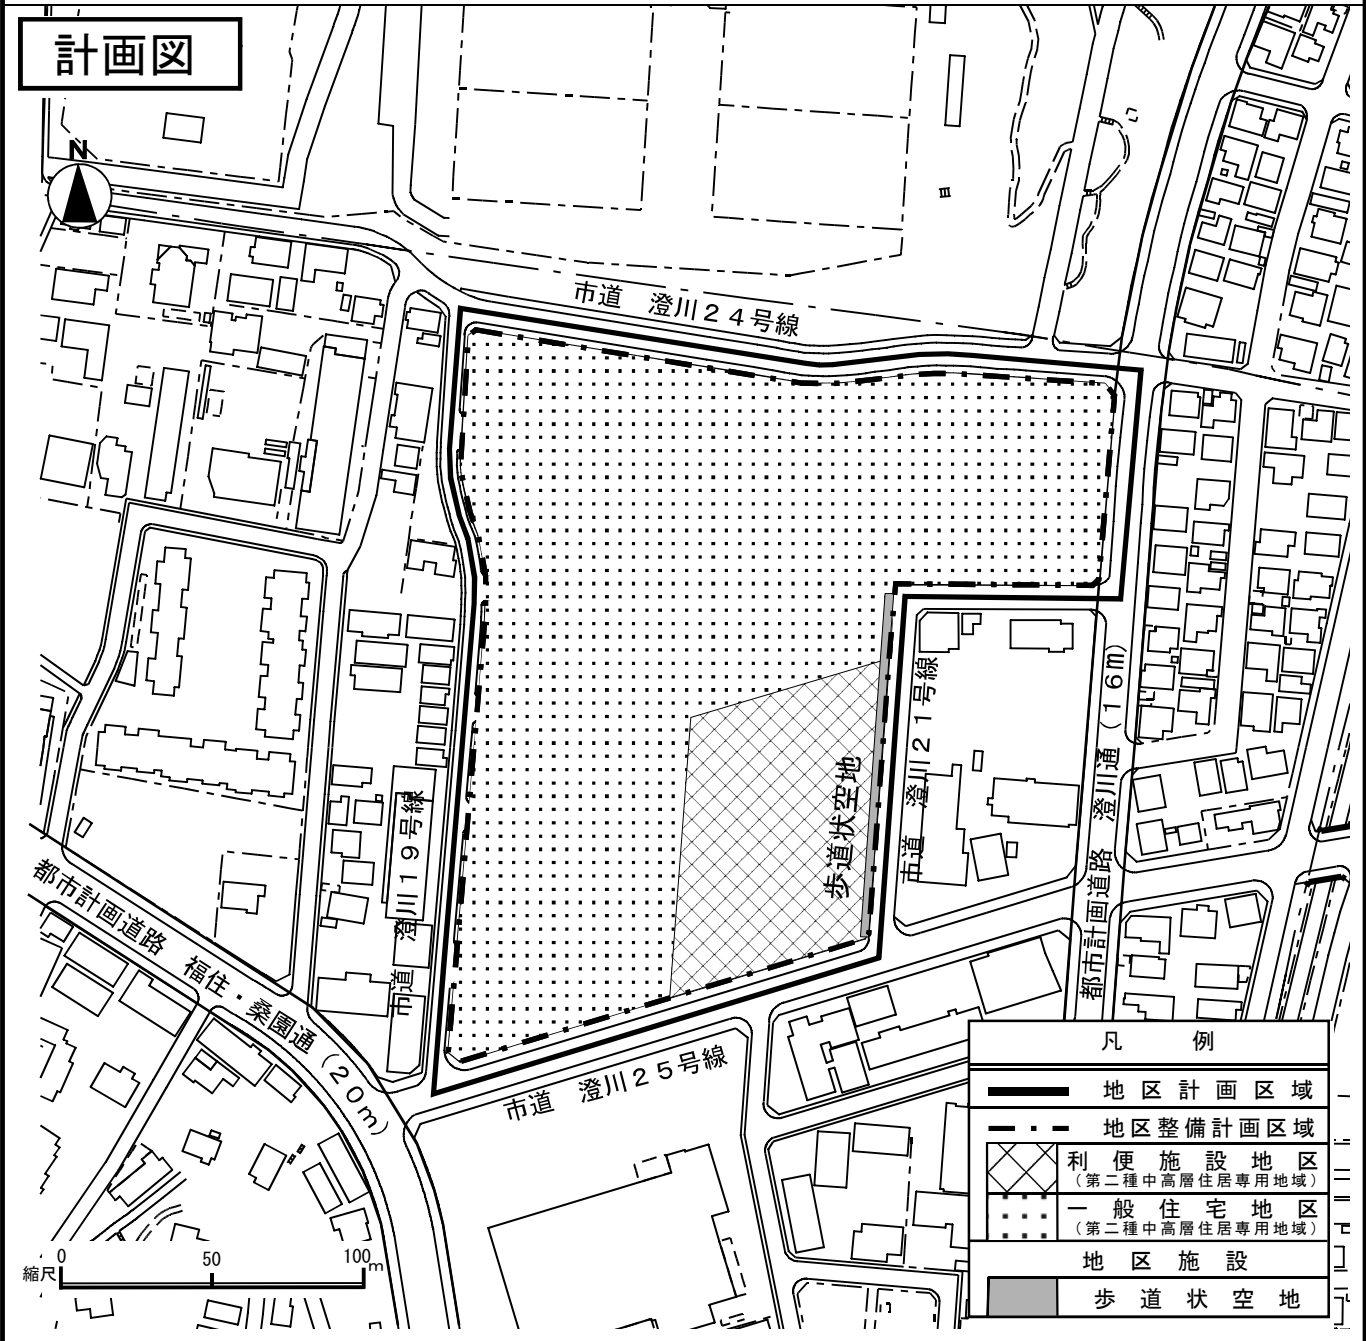 計画図
N
市道　澄川２４号線
市道　澄川２１号線
都市計画道路　澄川通（１６ｍ）
歩道状空地
市道　澄川１９号線
都市計画道路　福住・桑園通（２０ｍ）
市道　澄川２５号線
凡　例
地区計画区域
地区整備計画区域
利便施設地区
（第二種中高層住居専用地域）
一般住宅地区
（第二種中高層住居専用地域）
地区施設
歩道状空地
縮尺 0 50 100m